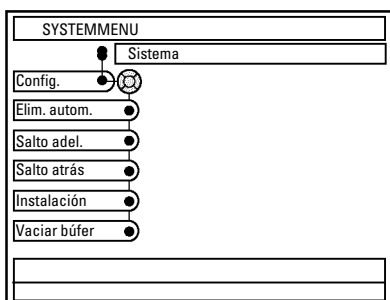 SYSTEMMENU
Sistema
Config.
Elim. autom.
Salto adel.
Salto atrás
Instalación
Vaciar búfer